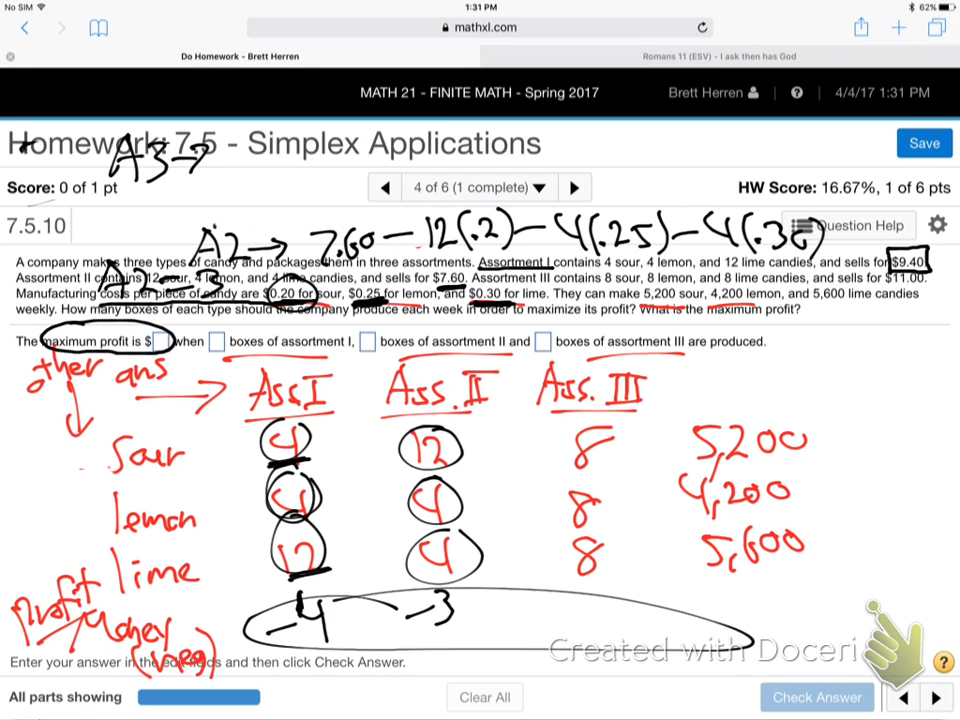 No SIM 1:31 PM 62%
mathxl.com
Do Homework - Brett Herren Romans 11 (ESV) - I ask then has God
MATH 21 - FINITE MATH - Spring 2017 Brett Herren ? 4/4/17 1:31 PM
Homework: 7.5 - Simplex Applications Save
A3→
Score: 0 of 1 pt 4 of 6 (1 complete) HW Score: 16.67%, 1 of 6 pts
7.5.10 Question Help
A2→ 7.60 - 12(.2) - 4(.25) - 4(.30)
A company makes three types of candy and packages them in three assortments. Assortment I contains 4 sour, 4 lemon, and 12 lime candies, and sells for $9.40.
Assortment II contains 12 sour, 4 lemon, and 4 lime candies, and sells for $7.60. Assortment III contains 8 sour, 8 lemon, and 8 lime candies, and sells for $11.00.
A2 = 3
Manufacturing costs per piece of candy are $0.20 for sour, $0.25 for lemon, and $0.30 for lime. They can make 5,200 sour, 4,200 lemon, and 5,600 lime candies
weekly. How many boxes of each type should the company produce each week in order to maximize its profit? What is the maximum profit?
The maximum profit is $ when boxes of assortment I, boxes of assortment II and boxes of assortment III are produced.
other ans → Ass I Ass. II Ass. III
Sour 4 12 8 5,200
lemon 4 4 8 4,200
lime 12 4 8 5,600
Profit
Money -4 -3
(neg)
Created with Doceri
Enter your answer in the edit fields and then click Check Answer. ?
All parts showing Clear All Check Answer